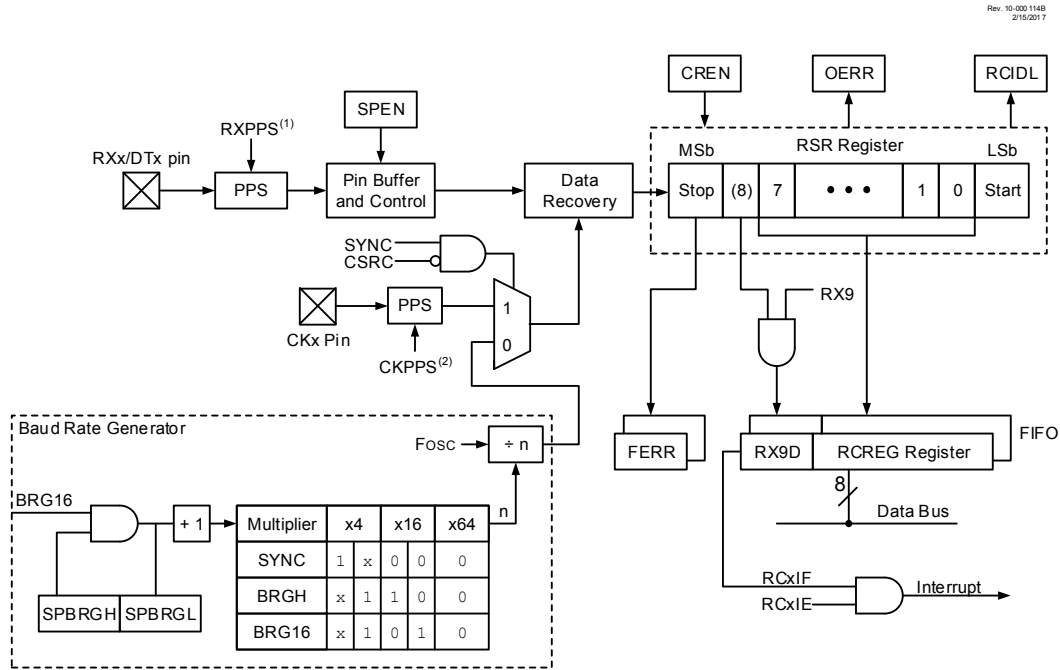 Rev. 10-000 114B
2/15/201 7
CREN
OERR
RCIDL
SPEN
RXPPS(1)
RXx/DTx pin
PPS
Pin Buffer
and Control
Data
Recovery
MSb
RSR Register
LSb
Stop
(8)
7
• • •
1
0
Start
SYNC
CSRC
PPS
1
0
CKx Pin
CKPPS(2)
RX9
Baud Rate Generator
Fosc
÷ n
FERR
RX9D
RCREG Register
FIFO
8
Data Bus
BRG16
+ 1
n
Multiplier x4 x16 x64
SYNC 1 x 0 0 0
BRGH x 1 1 0 0
BRG16 x 1 0 1 0
SPBRGH
SPBRGL
RCxIF
RCxIE
Interrupt